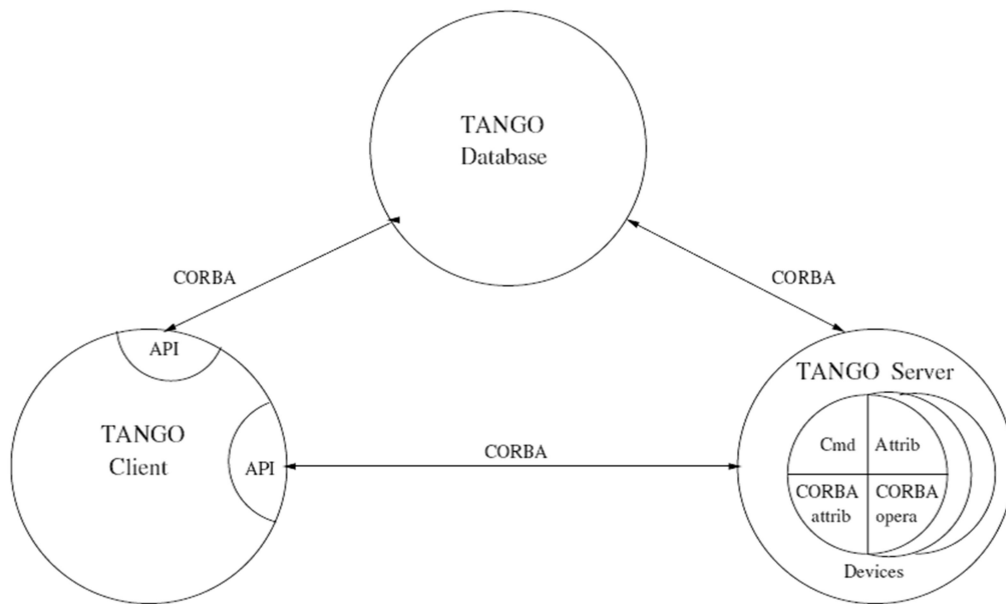 TANGO
Database
CORBA
CORBA
API
TANGO
Client
API
CORBA
TANGO Server
Cmd
Attrib
CORBA
attrib
CORBA
opera
Devices